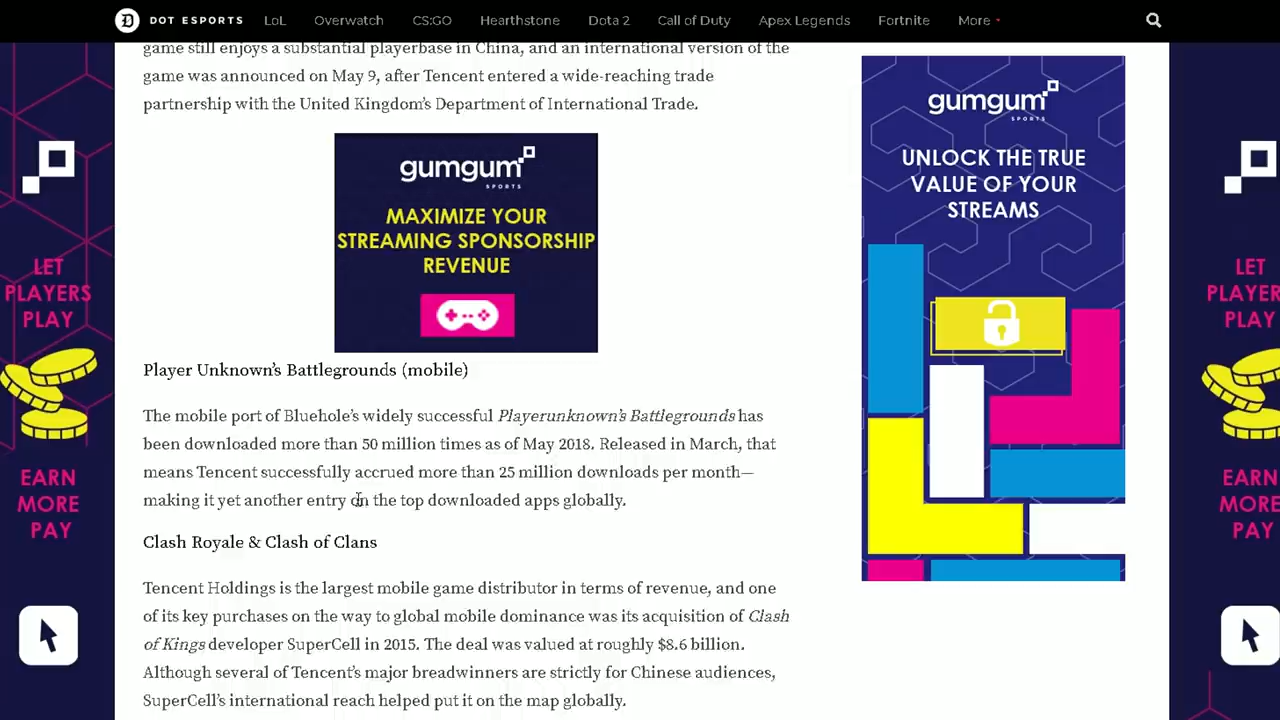 DOT ESPORTS LoL Overwatch CS:GO Hearthstone Dota 2 Call of Duty Apex Legends Fortnite More
game still enjoys a substantial playerbase in China, and an international version of the
game was announced on May 9, after Tencent entered a wide-reaching trade
partnership with the United Kingdom's Department of International Trade.
gumgum
SPORTS
MAXIMIZE YOUR
STREAMING SPONSORSHIP
REVENUE
Player Unknown's Battlegrounds (mobile)
The mobile port of Bluehole's widely successful Playerunknown's Battlegrounds has
been downloaded more than 50 million times as of May 2018. Released in March, that
means Tencent successfully accrued more than 25 million downloads per month—
making it yet another entry on the top downloaded apps globally.
Clash Royale & Clash of Clans
Tencent Holdings is the largest mobile game distributor in terms of revenue, and one
of its key purchases on the way to global mobile dominance was its acquisition of Clash
of Kings developer SuperCell in 2015. The deal was valued at roughly $8.6 billion.
Although several of Tencent's major breadwinners are strictly for Chinese audiences,
SuperCell's international reach helped put it on the map globally.
gumgum
SPORTS
UNLOCK THE TRUE
VALUE OF YOUR
STREAMS
LET
PLAYERS
PLAY
EARN
MORE
PAY
LET
PLAYER
PLAY
EARN
MORE
PAY